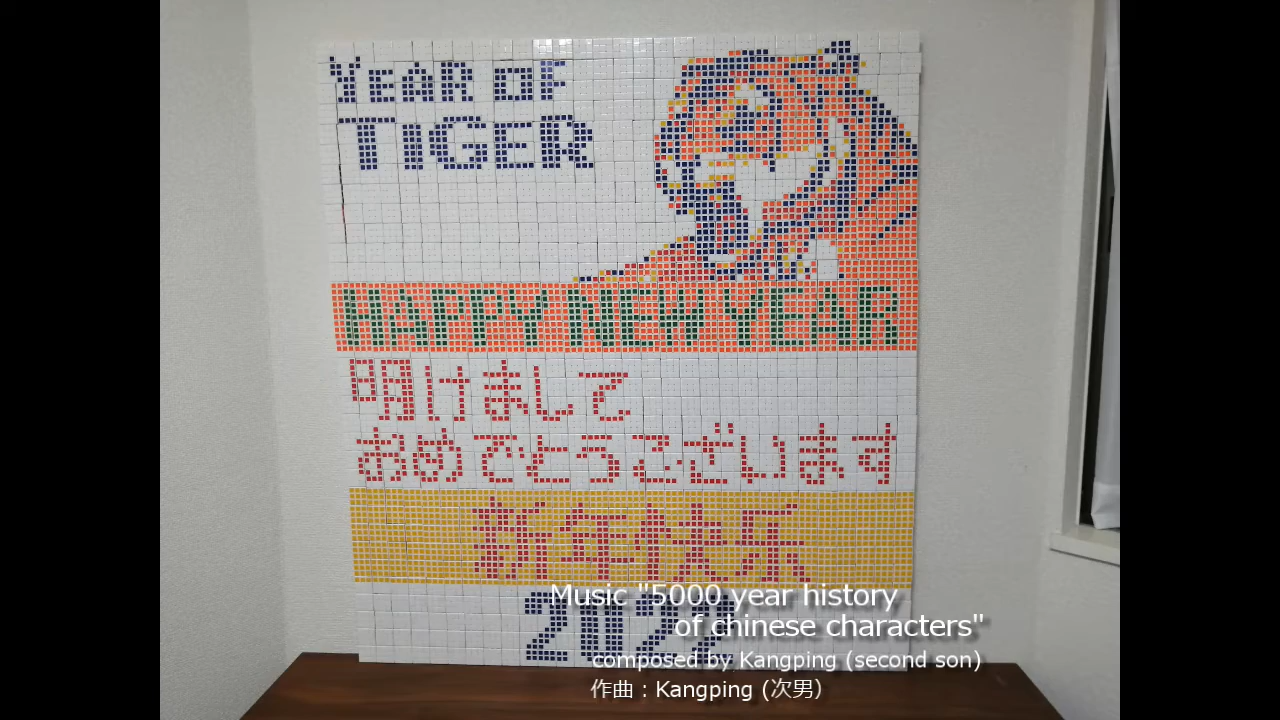 YEAR OF
TIGER
HAPPY NEW YEAR
明けまして
おめでとうございます
新年快乐
2022
Music "5000 year history
of chinese characters"
composed by Kangping (second son)
作曲：Kangping (次男)